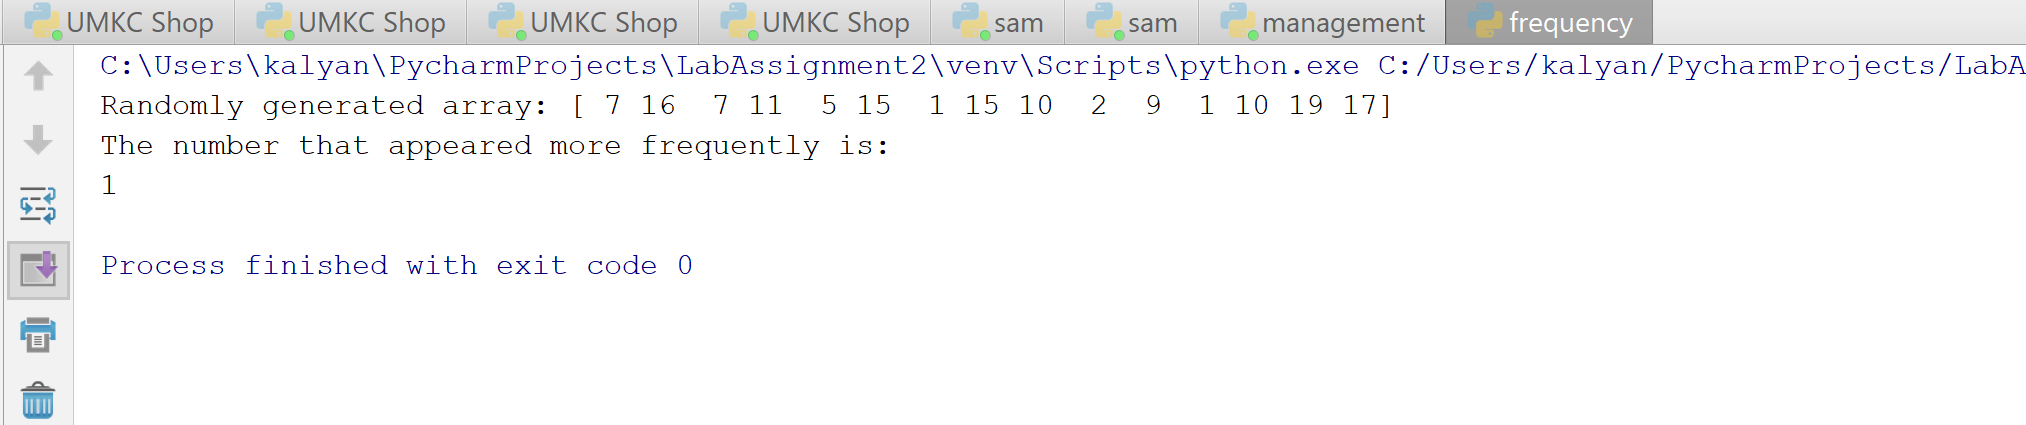 UMKC Shop UMKC Shop UMKC Shop UMKC Shop sam sam management frequency
C:\Users\kalyan\PycharmProjects\LabAssignment2\venv\Scripts\python.exe C:/Users/kalyan/PycharmProjects/LabA
Randomly generated array: [ 7 16  7 11  5 15  1 15 10  2  9  1 10 19 17]
The number that appeared more frequently is:
1
Process finished with exit code 0